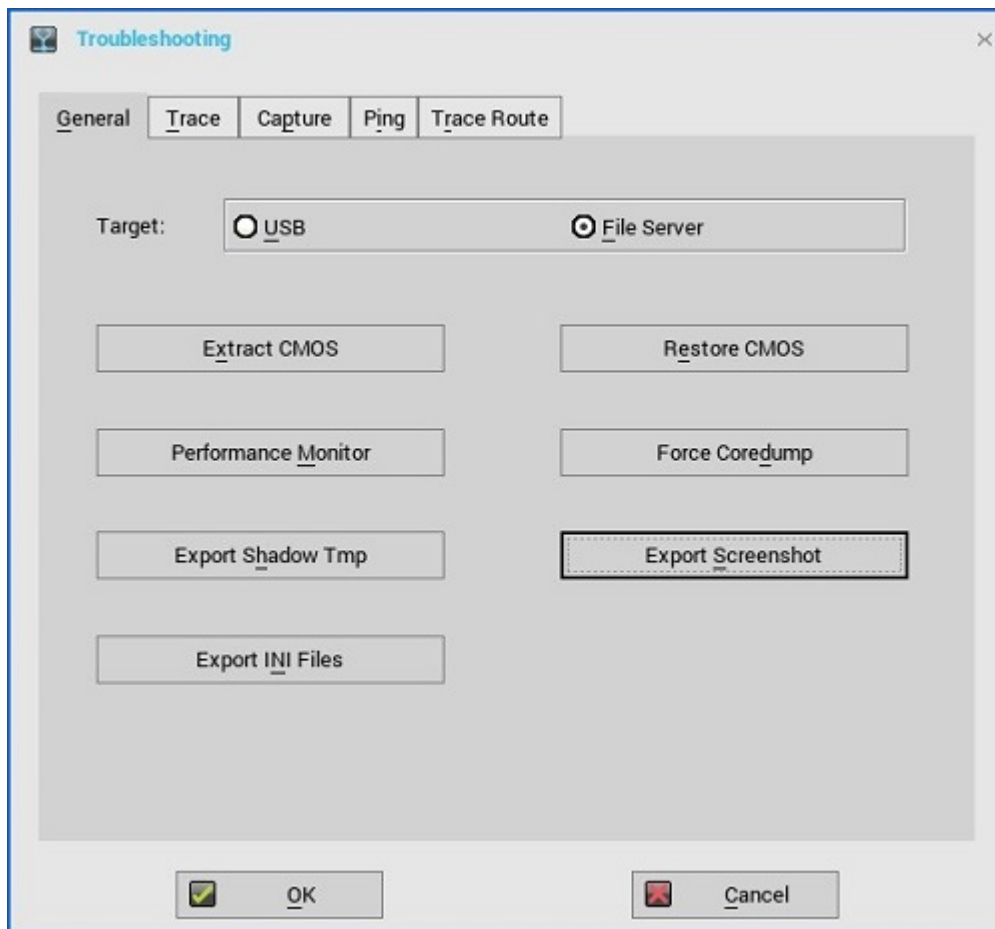 Troubleshooting
General Trace Capture Ping Trace Route
Target: USB File Server
Extract CMOS Restore CMOS
Performance Monitor Force Coredump
Export Shadow Tmp Export Screenshot
Export INI Files
OK Cancel